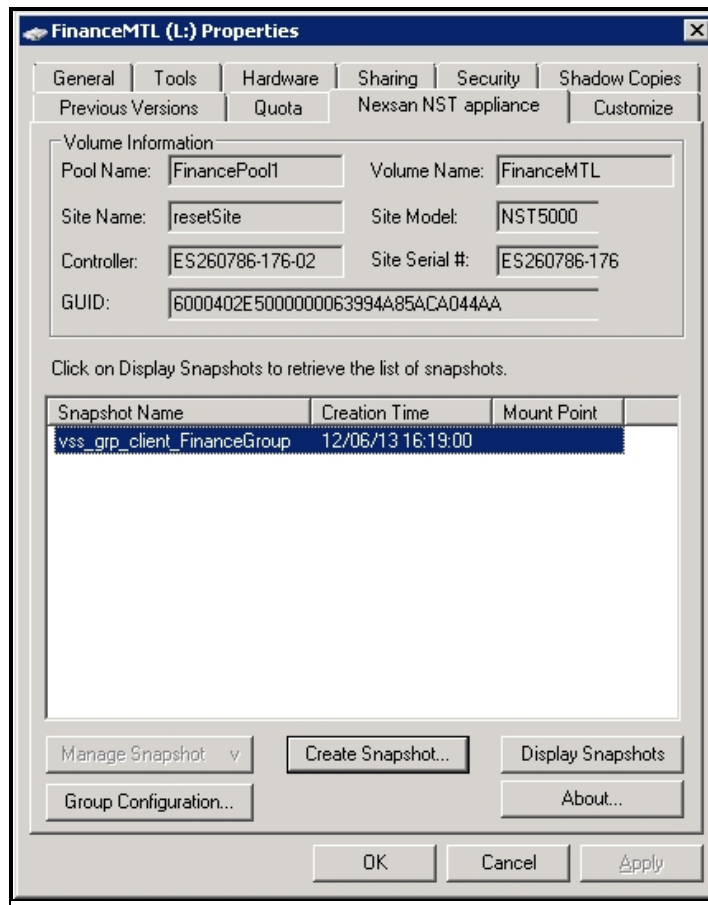 FinanceMTL (L:) Properties
General Tools Hardware Sharing Security Shadow Copies
Previous Versions Quota Nexsan NST appliance Customize
Volume Information
Pool Name: FinancePool1 Volume Name: FinanceMTL
Site Name: resetSite Site Model: NST5000
Controller: ES260786-176-02 Site Serial #: ES260786-176
GUID: 6000402E5000000063994A85ACA044AA
Click on Display Snapshots to retrieve the list of snapshots.
Snapshot Name Creation Time Mount Point
vss_grp_client_FinanceGroup 12/06/13 16:19:00
Manage Snapshot v Create Snapshot... Display Snapshots
Group Configuration... About...
OK Cancel Apply